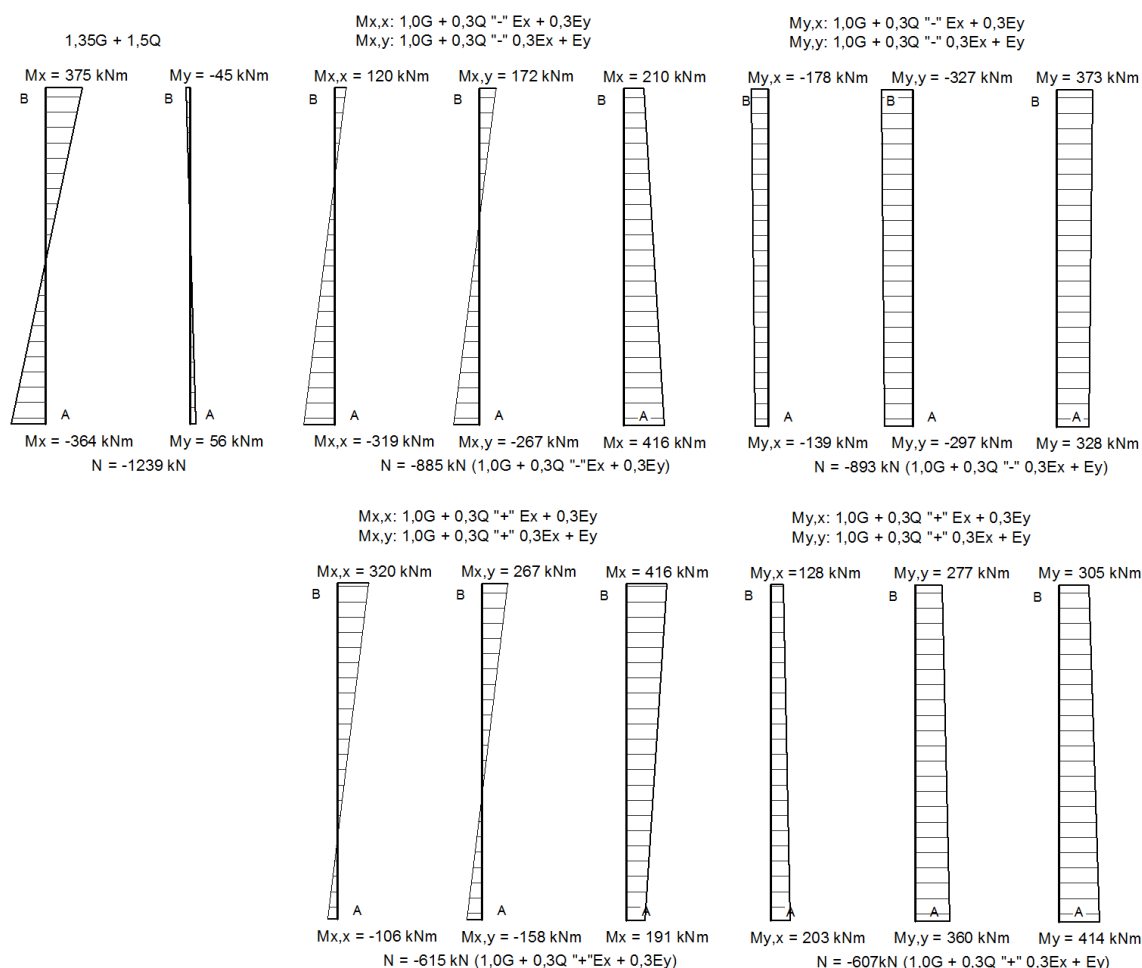 Mx,x: 1,0G + 0,3Q "-" Ex + 0,3Ey
My,x: 1,0G + 0,3Q "-" Ex + 0,3Ey
1,35G + 1,5Q
Mx,y: 1,0G + 0,3Q "-" 0,3Ex + Ey
My,y: 1,0G + 0,3Q "-" 0,3Ex + Ey
Mx = 375 kNm My = -45 kNm Mx,x = 120 kNm Mx,y = 172 kNm Mx = 210 kNm My,x = -178 kNm My,y = -327 kNm My = 373 kNm
B B B B B B B B
A A A A A A A A
Mx = -364 kNm My = 56 kNm Mx,x = -319 kNm Mx,y = -267 kNm Mx = 416 kNm My,x = -139 kNm My,y = -297 kNm My = 328 kNm
N = -1239 kN N = -885 kN (1,0G + 0,3Q "-"Ex + 0,3Ey) N = -893 kN (1,0G + 0,3Q "-" 0,3Ex + Ey)
Mx,x: 1,0G + 0,3Q "+" Ex + 0,3Ey
My,x: 1,0G + 0,3Q "+" Ex + 0,3Ey
Mx,y: 1,0G + 0,3Q "+" 0,3Ex + Ey
My,y: 1,0G + 0,3Q "+" 0,3Ex + Ey
Mx,x = 320 kNm Mx,y = 267 kNm Mx = 416 kNm My,x =128 kNm My,y = 277 kNm My = 305 kNm
B B B B B B
A A A A A A
Mx,x = -106 kNm Mx,y = -158 kNm Mx = 191 kNm My,x = 203 kNm My,y = 360 kNm My = 414 kNm
N = -615 kN (1,0G + 0,3Q "+"Ex + 0,3Ey) N = -607kN (1,0G + 0,3Q "+" 0,3Ex + Ey)